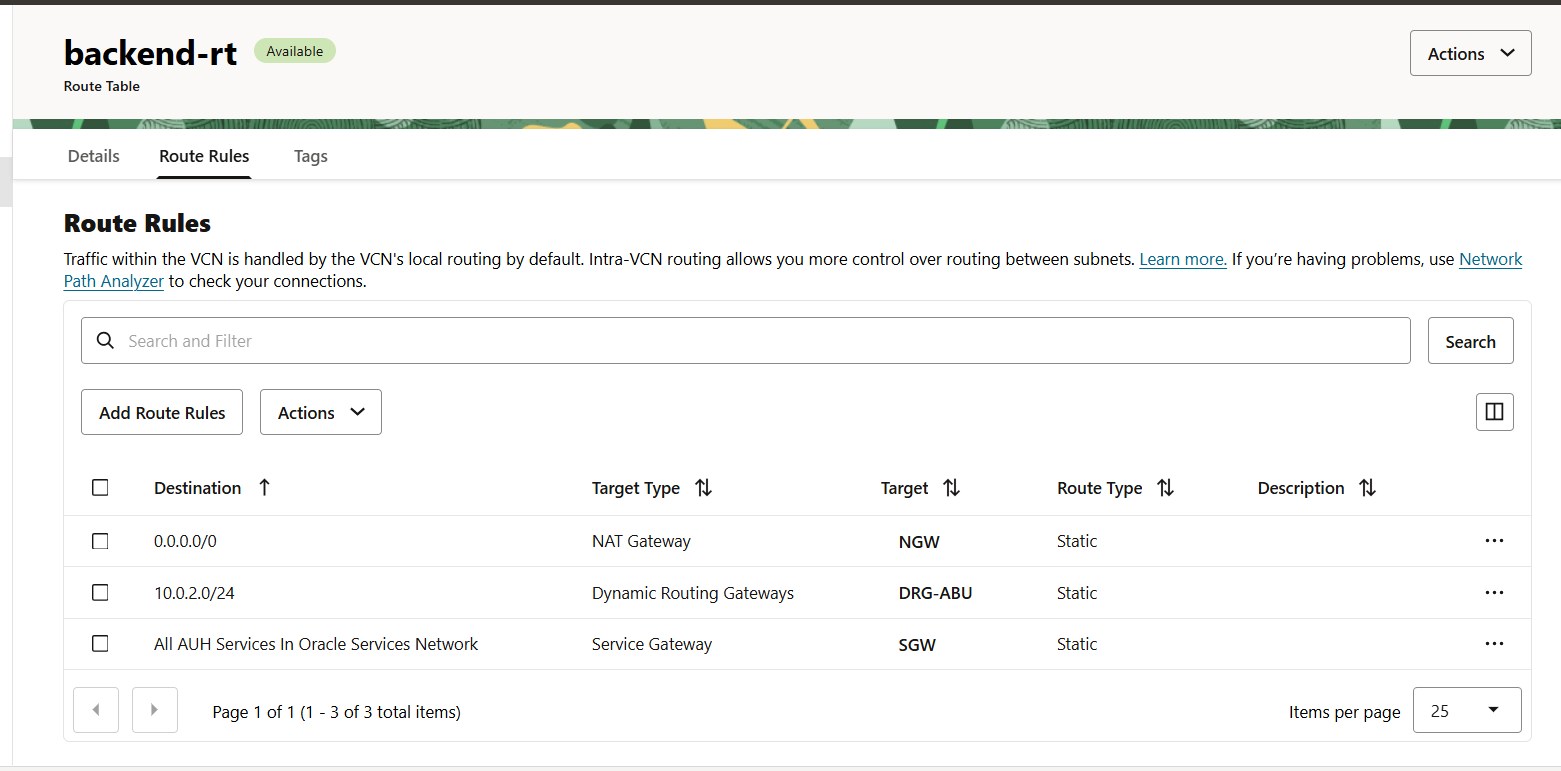 backend-rt Available
Actions
Route Table
Details Route Rules Tags
Route Rules
Traffic within the VCN is handled by the VCN's local routing by default. Intra-VCN routing allows you more control over routing between subnets. Learn more. If you're having problems, use Network
Path Analyzer to check your connections.
Search and Filter Search
Add Route Rules Actions
Destination Target Type Target Route Type Description
0.0.0.0/0 NAT Gateway NGW Static
10.0.2.0/24 Dynamic Routing Gateways DRG-ABU Static
All AUH Services In Oracle Services Network Service Gateway SGW Static
Page 1 of 1 (1 - 3 of 3 total items) Items per page 25